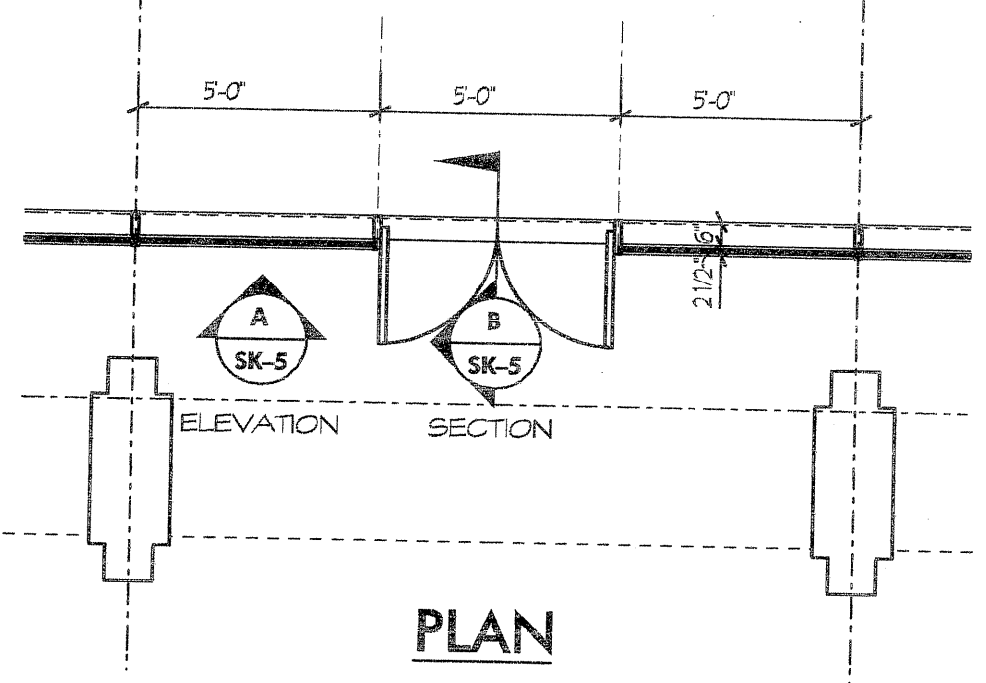 5'-0"
5'-0"
5'-0"
2 1/2"
6"
A
SK-5
B
SK-5
ELEVATION
SECTION
PLAN